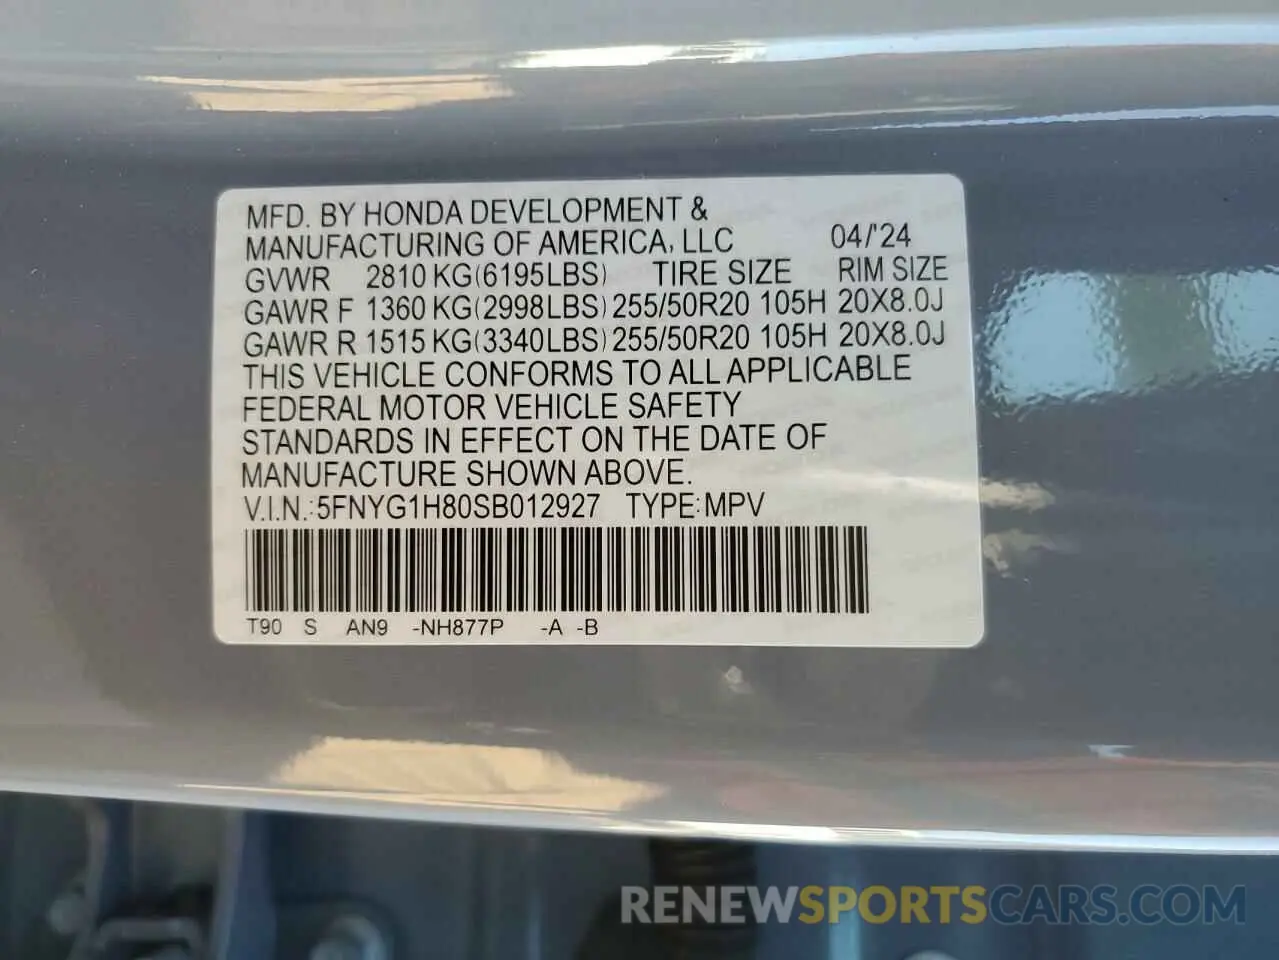 MFD. BY HONDA DEVELOPMENT &
MANUFACTURING OF AMERICA, LLC 04/'24
GVWR 2810 KG(6195LBS) TIRE SIZE RIM SIZE
GAWR F 1360 KG(2998LBS) 255/50R20 105H 20X8.0J
GAWR R 1515 KG(3340LBS) 255/50R20 105H 20X8.0J
THIS VEHICLE CONFORMS TO ALL APPLICABLE
FEDERAL MOTOR VEHICLE SAFETY
STANDARDS IN EFFECT ON THE DATE OF
MANUFACTURE SHOWN ABOVE.
V.I.N.:5FNYG1H80SB012927 TYPE:MPV
T90 S AN9 -NH877P -A -B
RENEWSPORTSCARS.COM